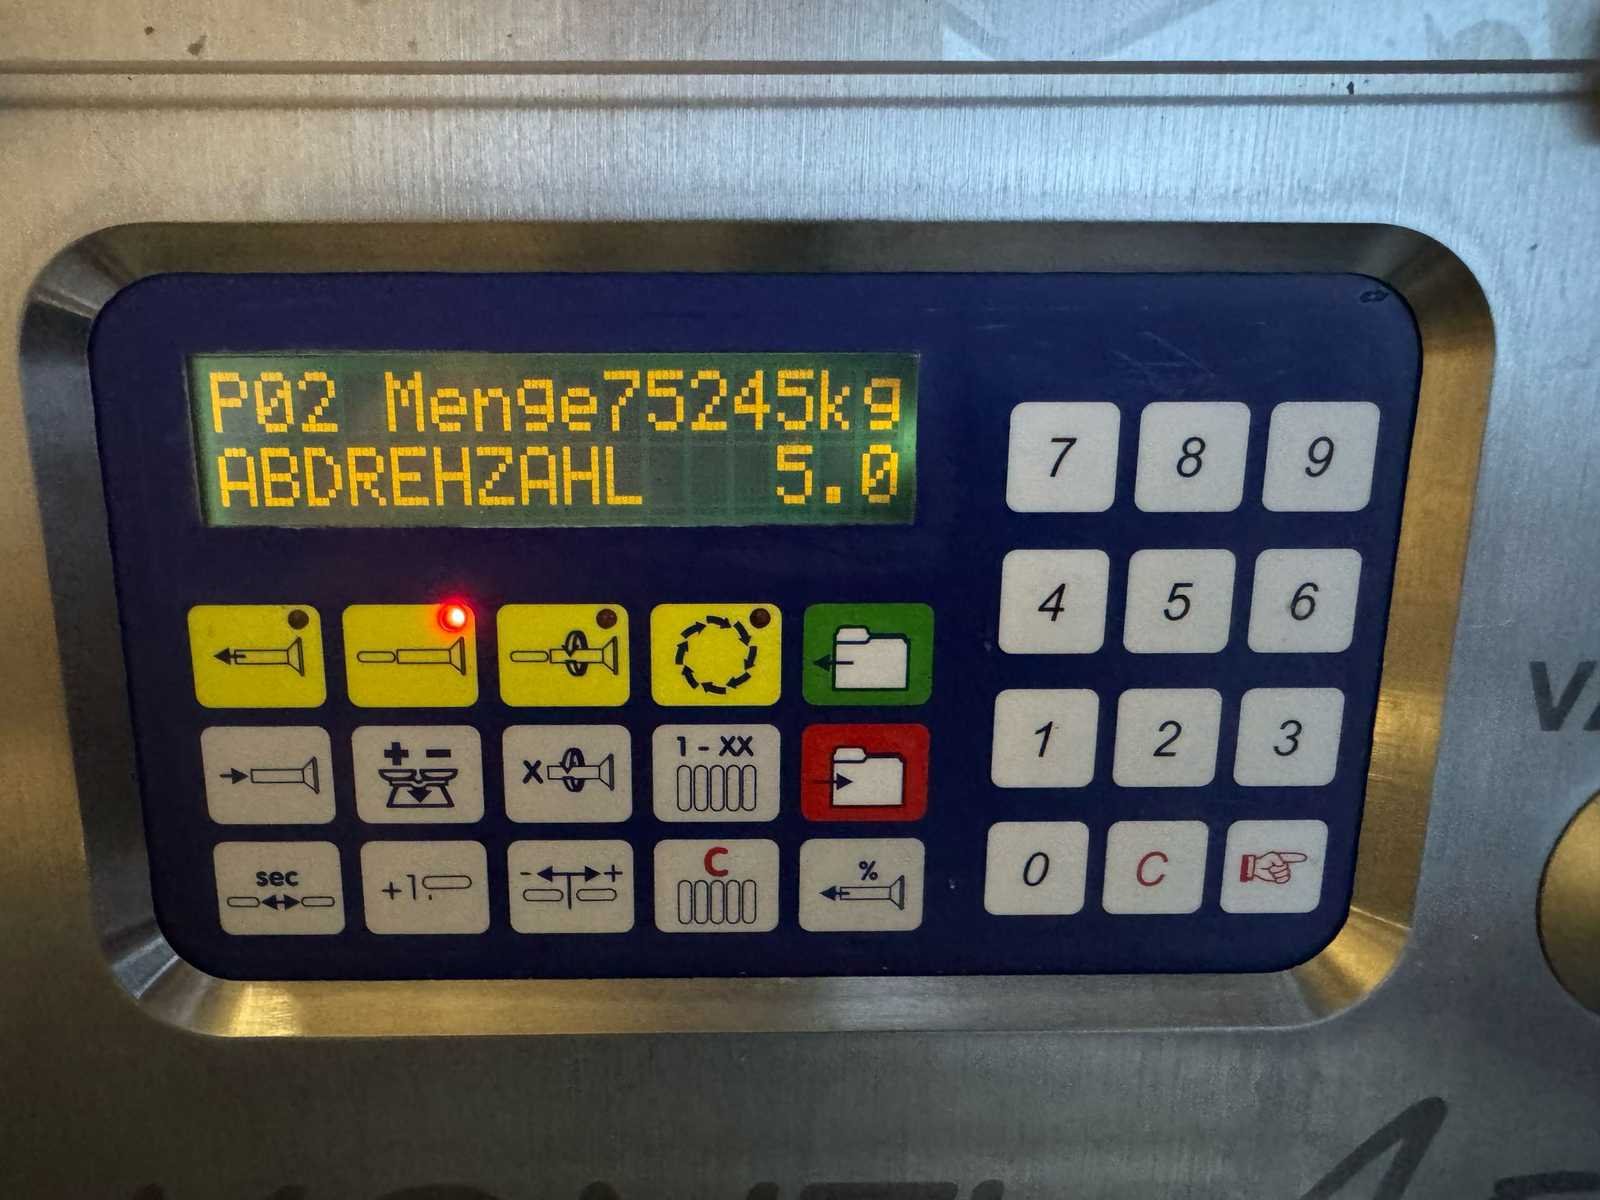 P02 Menge75245kg
ABDREHZAHL 5.0
7 8 9
4 5 6
1 - XX
1 2 3
+ -
X
sec
+1
- +
C
%
0 C